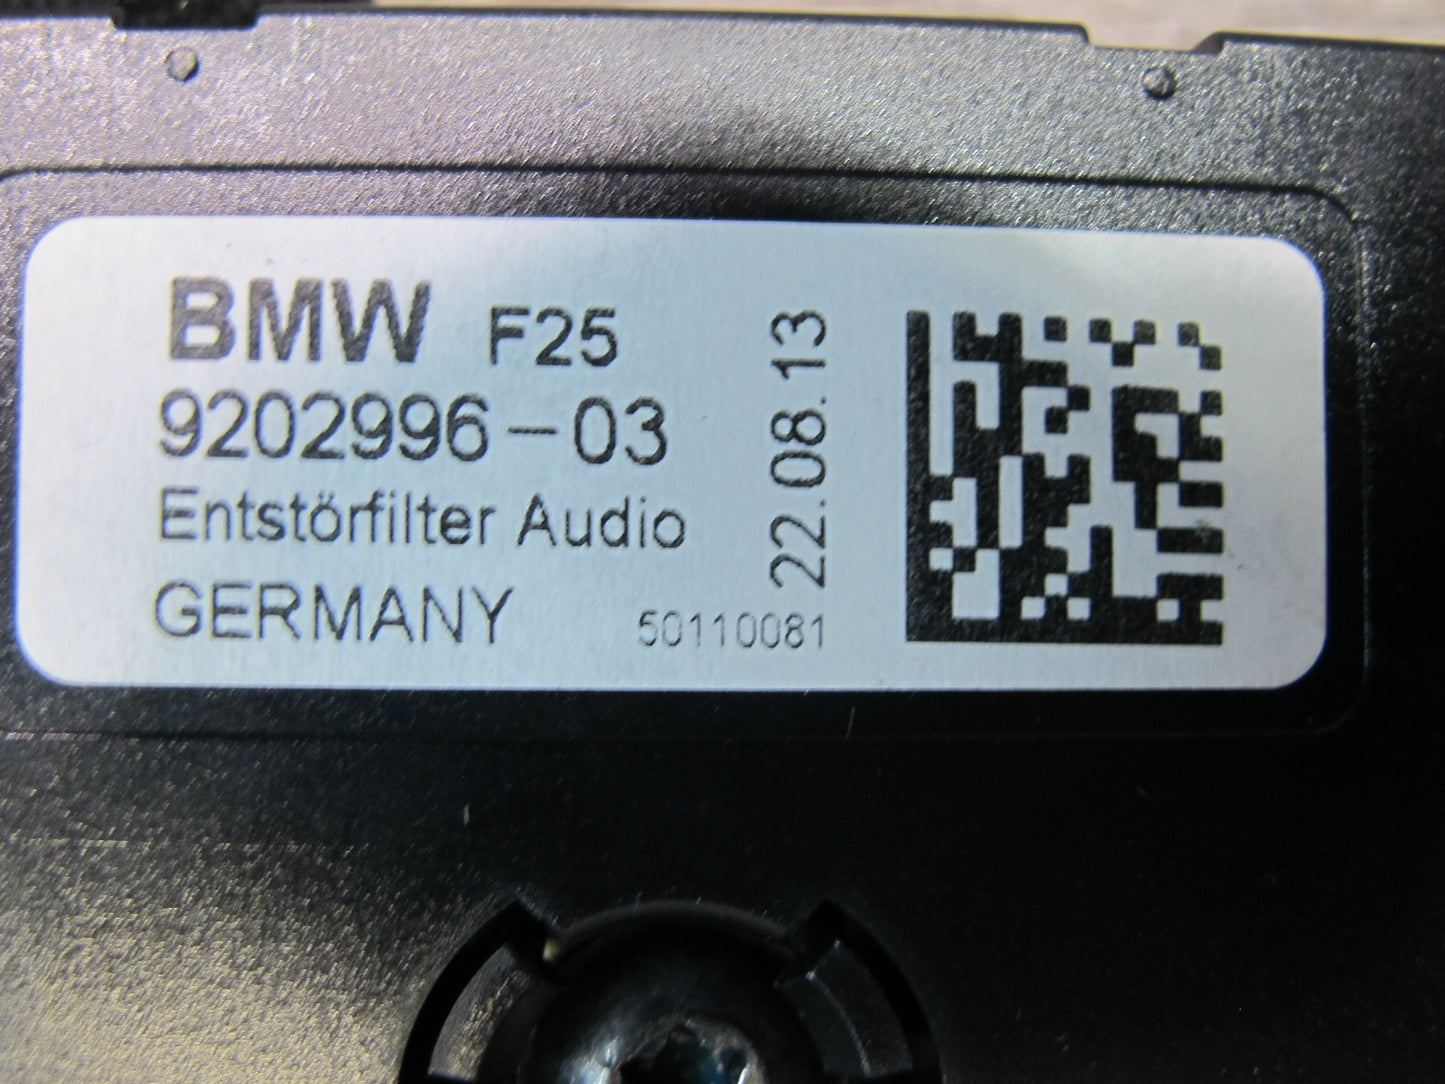 BMW F25
9202996-03
Entstörfilter Audio
GERMANY 50110081
22.08.13